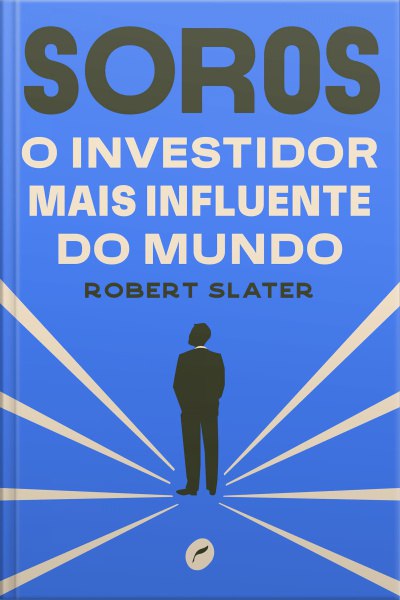 SOROS
O INVESTIDOR
MAIS INFLUENTE
DO MUNDO
ROBERT SLATER